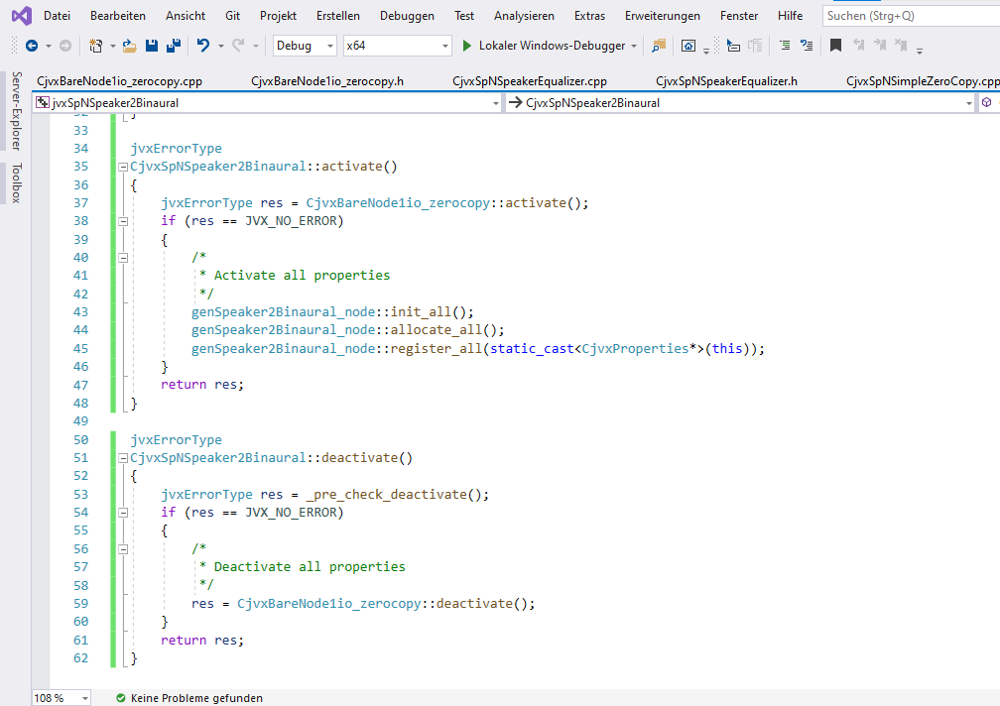 Datei Bearbeiten Ansicht Git Projekt Erstellen Debuggen Test Analysieren Extras Erweiterungen Fenster Hilfe Suchen (Strg+Q)
Debug x64 Lokaler Windows-Debugger
CjvxBareNode1io_zerocopy.cpp CjvxBareNode1io_zerocopy.h CjvxSpNSpeakerEqualizer.cpp CjvxSpNSpeakerEqualizer.h CjvxSpNSimpleZeroCopy.cpp
jvxSpNSpeaker2Binaural CjvxSpNSpeaker2Binaural
Server-Explorer
Toolbox
32 }
33
34 jvxErrorType
35 CjvxSpNSpeaker2Binaural::activate()
36 {
37 jvxErrorType res = CjvxBareNode1io_zerocopy::activate();
38 if (res == JVX_NO_ERROR)
39 {
40 /*
41 * Activate all properties
42 */
43 genSpeaker2Binaural_node::init_all();
44 genSpeaker2Binaural_node::allocate_all();
45 genSpeaker2Binaural_node::register_all(static_cast<CjvxProperties*>(this));
46 }
47 return res;
48 }
49
50 jvxErrorType
51 CjvxSpNSpeaker2Binaural::deactivate()
52 {
53 jvxErrorType res = _pre_check_deactivate();
54 if (res == JVX_NO_ERROR)
55 {
56 /*
57 * Deactivate all properties
58 */
59 res = CjvxBareNode1io_zerocopy::deactivate();
60 }
61 return res;
62 }
108 % Keine Probleme gefunden